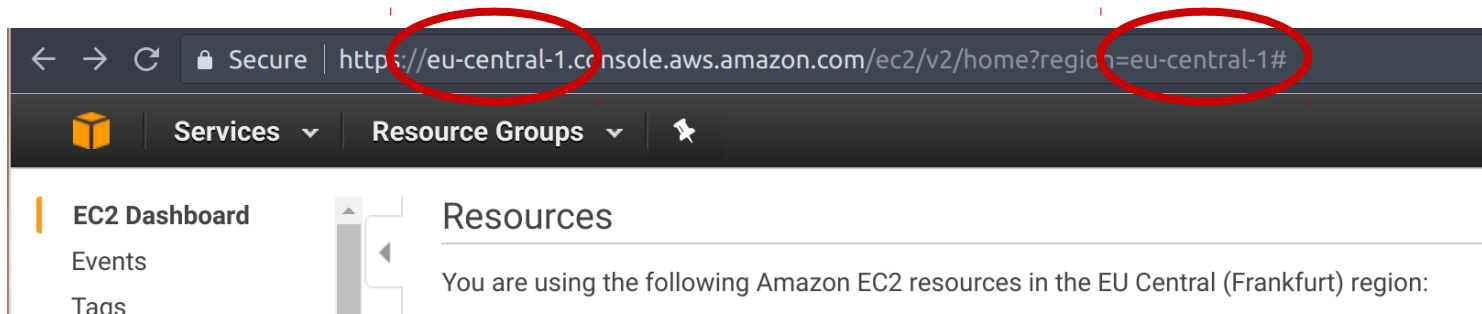 Secure https://eu-central-1.console.aws.amazon.com/ec2/v2/home?region=eu-central-1#
Services Resource Groups
EC2 Dashboard
Events
Tags
Resources
You are using the following Amazon EC2 resources in the EU Central (Frankfurt) region: